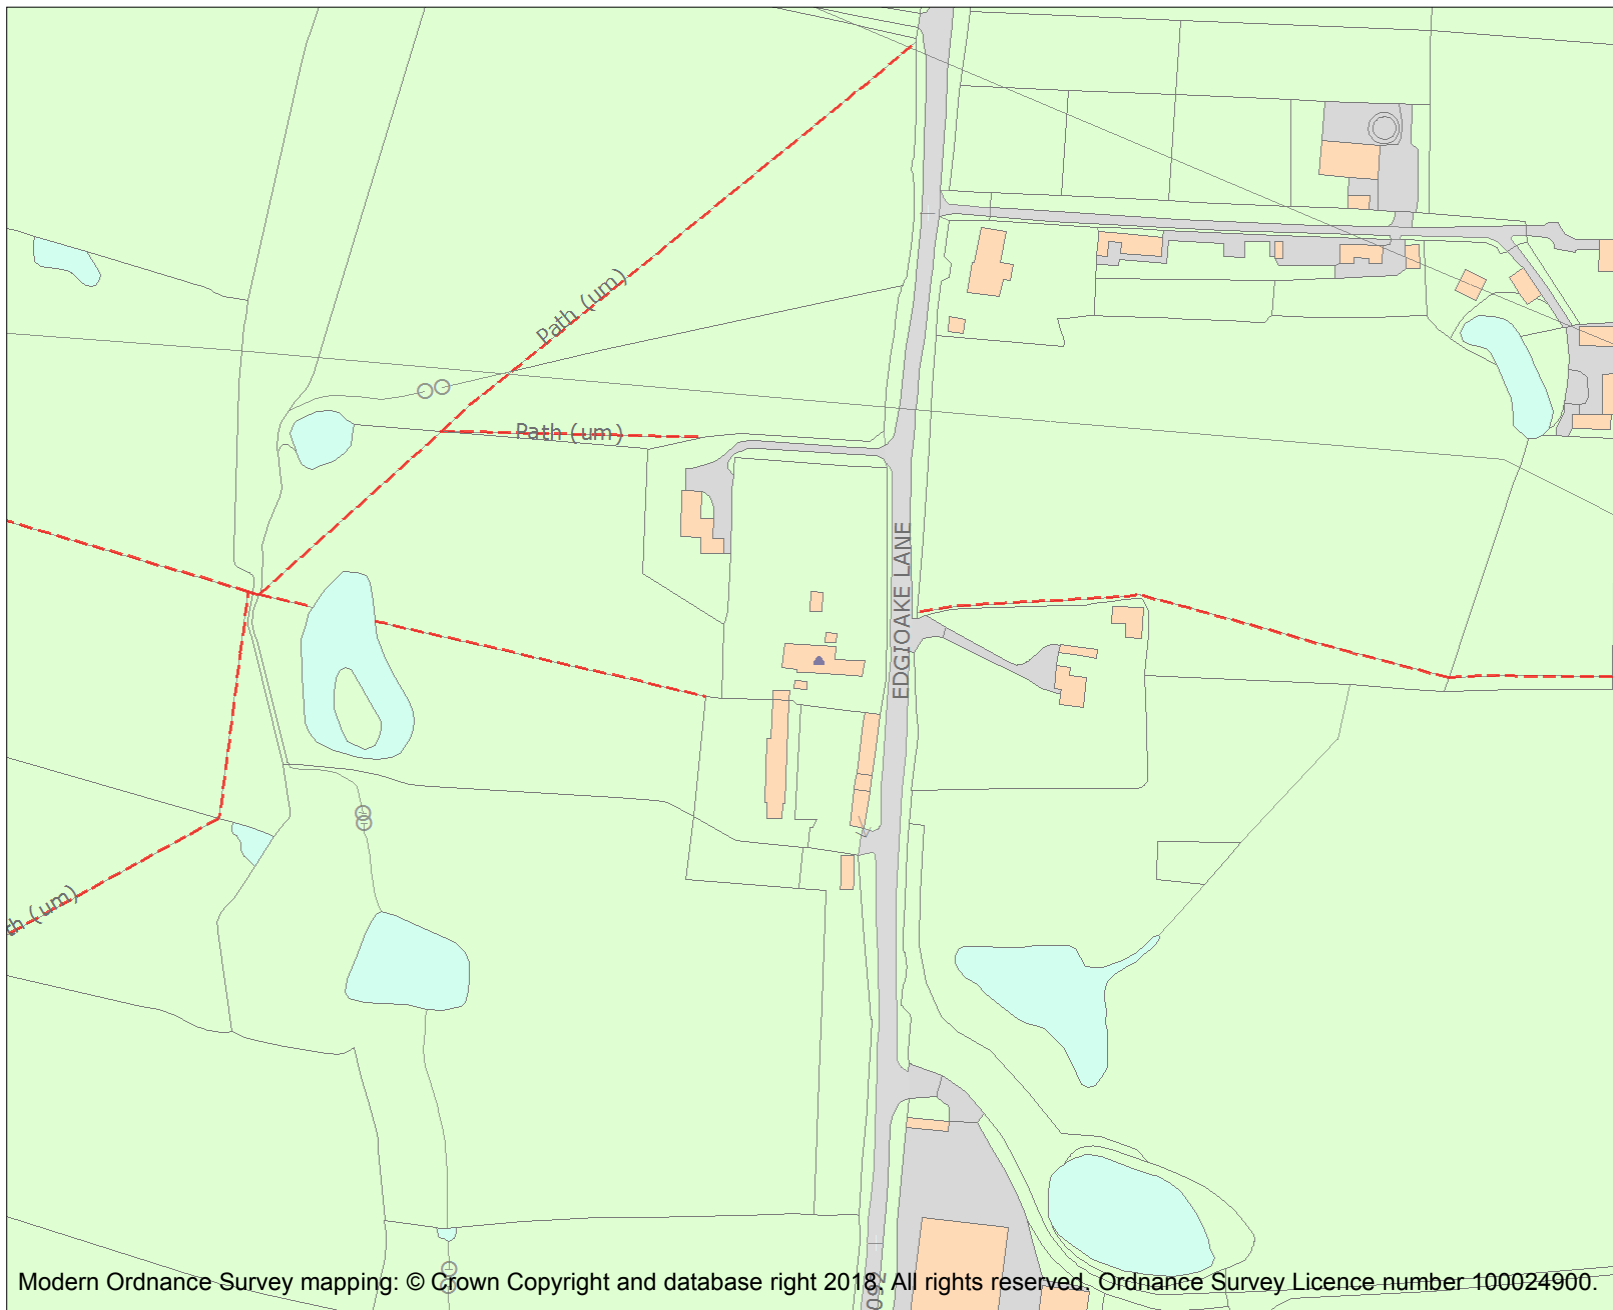 Path (um)
Path (um)
EDGIOAKE LANE
(um)
Modern Ordnance Survey mapping: © Crown Copyright and database right 2018. All rights reserved. Ordnance Survey Licence number 100024900.